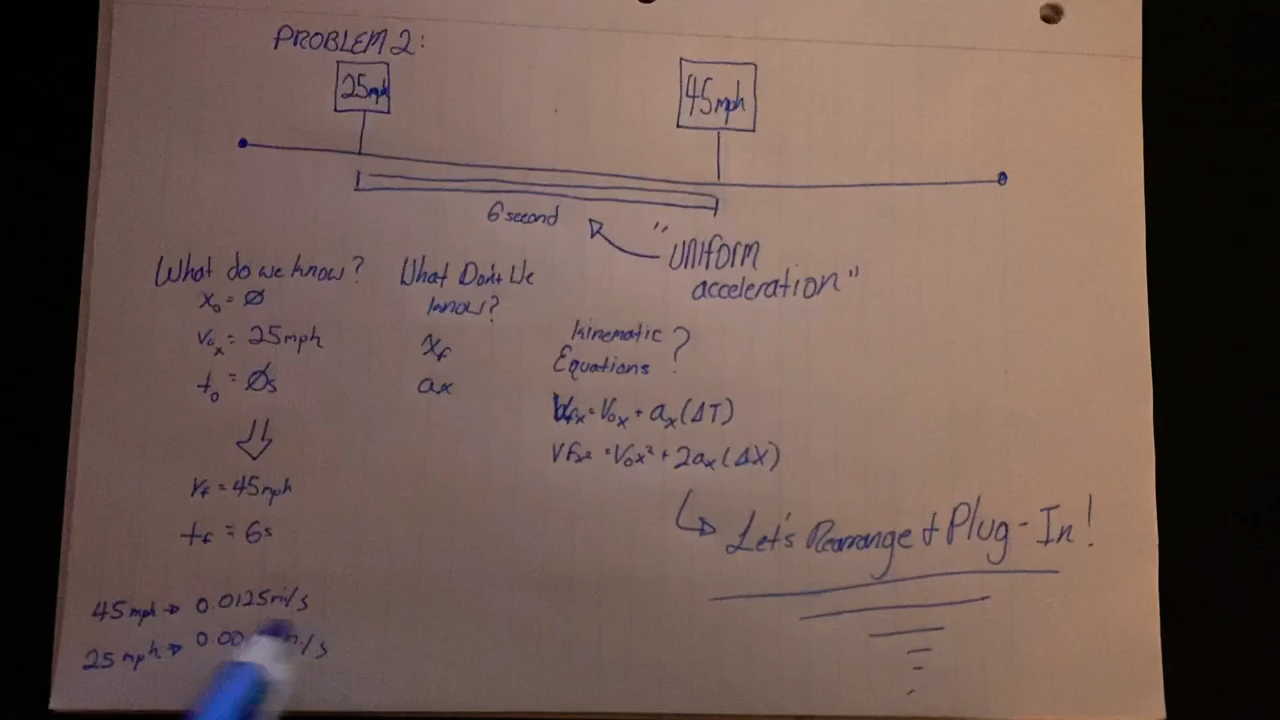 PROBLEM 2:
25mph
45mph
6 second
"UNIFORM
acceleration"
What do we know?
x₀ = Ø
v₀ₓ = 25mph
t₀ = Øs
vf = 45mph
tf = 6s
What Don't We
know?
xf
ax
Kinematic
Equations ?
Vfx = V₀x + ax(ΔT)
Vfx² = V₀x² + 2ax(ΔX)
Let's Rearrange & Plug-In!
45mph → 0.0125mi/s
25mph → 0.00